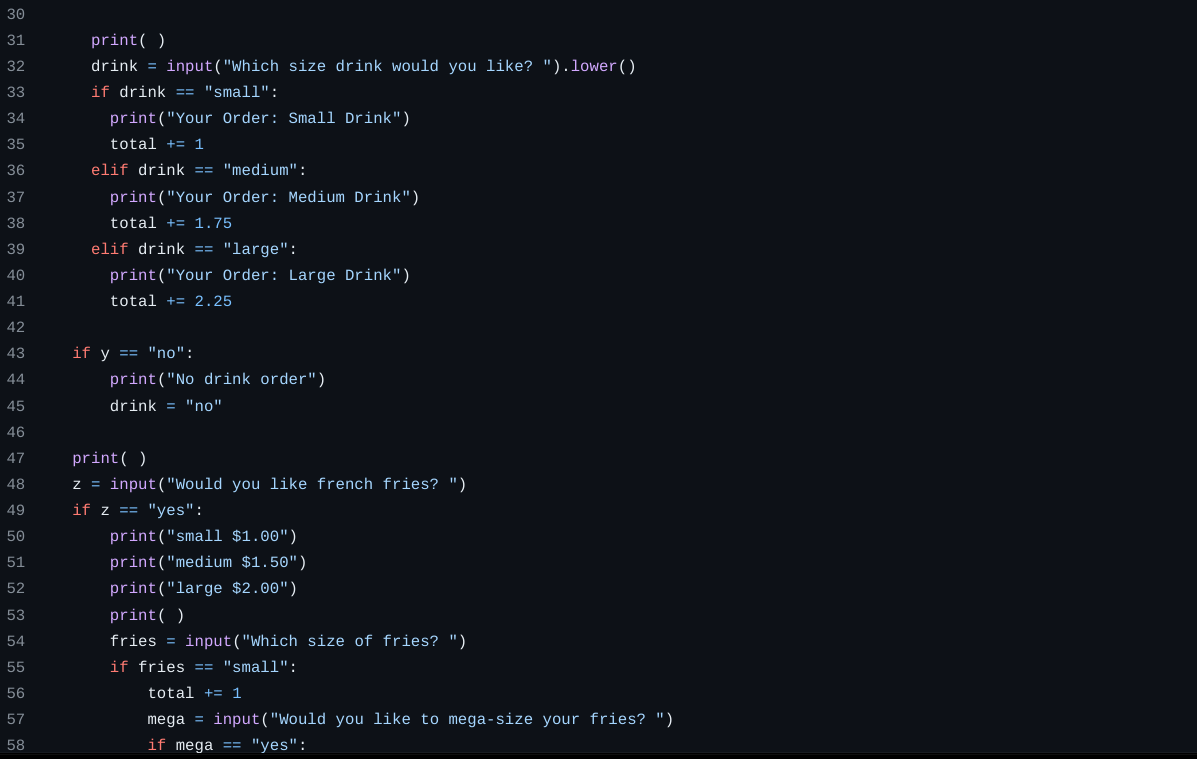 30
31 print( )
32 drink = input("Which size drink would you like? ").lower()
33 if drink == "small":
34 print("Your Order: Small Drink")
35 total += 1
36 elif drink == "medium":
37 print("Your Order: Medium Drink")
38 total += 1.75
39 elif drink == "large":
40 print("Your Order: Large Drink")
41 total += 2.25
42
43 if y == "no":
44 print("No drink order")
45 drink = "no"
46
47 print( )
48 z = input("Would you like french fries? ")
49 if z == "yes":
50 print("small $1.00")
51 print("medium $1.50")
52 print("large $2.00")
53 print( )
54 fries = input("Which size of fries? ")
55 if fries == "small":
56 total += 1
57 mega = input("Would you like to mega-size your fries? ")
58 if mega == "yes":